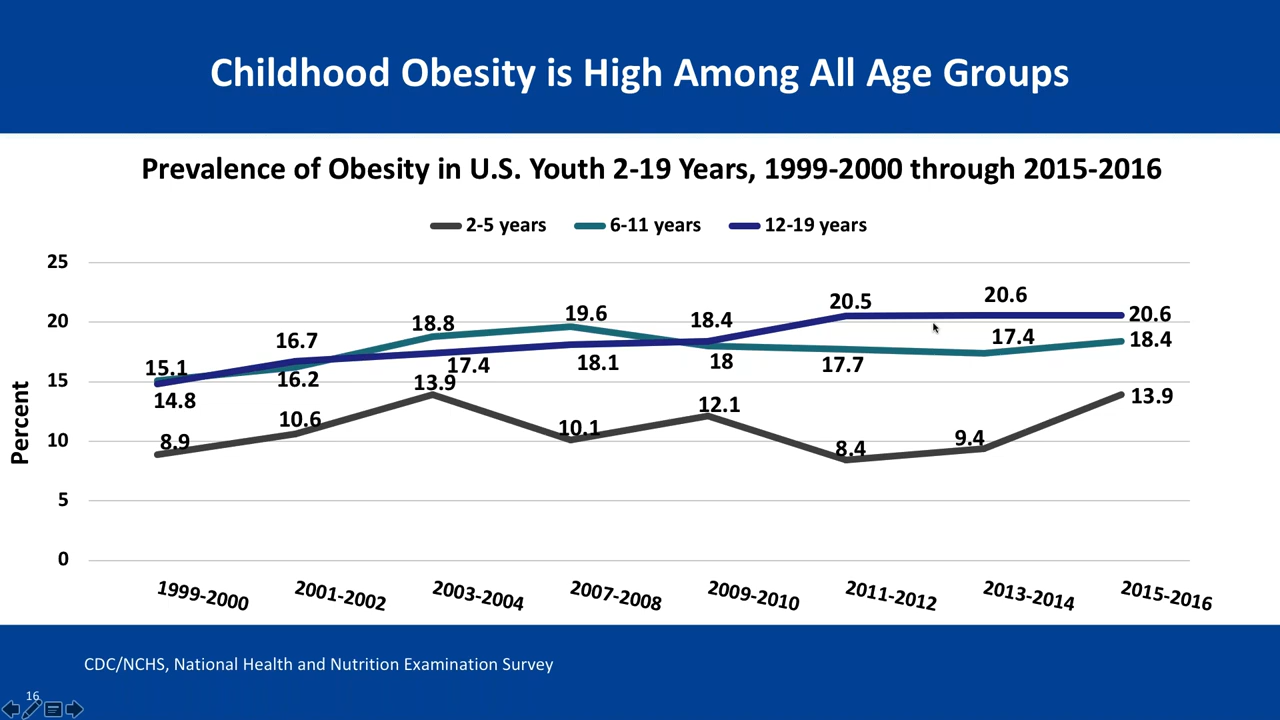 Childhood Obesity is High Among All Age Groups
Prevalence of Obesity in U.S. Youth 2-19 Years, 1999-2000 through 2015-2016
2-5 years 6-11 years 12-19 years
25
20
15
10
5
0
Percent
15.1 16.7 18.8 19.6 18.4 20.5 20.6 20.6
14.8 16.2 17.4 18.1 18 17.7 17.4 18.4
8.9 10.6 13.9 10.1 12.1 8.4 9.4 13.9
1999-2000 2001-2002 2003-2004 2007-2008 2009-2010 2011-2012 2013-2014 2015-2016
CDC/NCHS, National Health and Nutrition Examination Survey
16